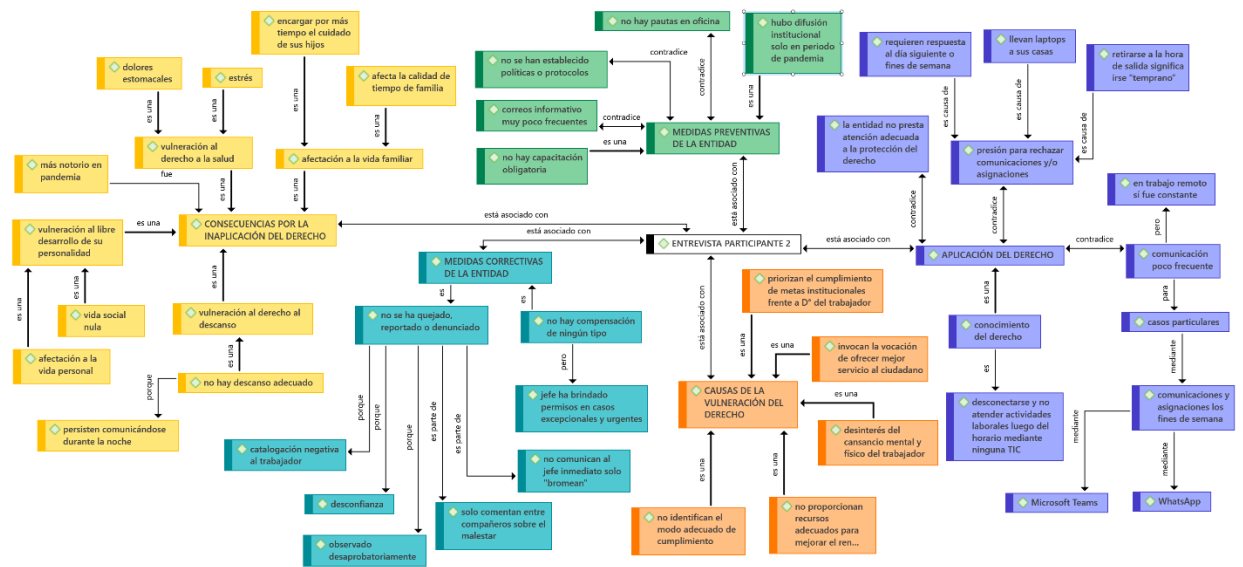 encargar por más
tiempo el cuidado
de sus hijos
no hay pautas en oficina
hubo difusión
institucional
solo en periodo
de pandemia
requieren respuesta
al día siguiente o
fines de semana
llevan laptops
a sus casas
retirarse a la hora
de salida significa
irse "temprano"
dolores
estomacales
estrés
afecta la calidad de
tiempo de familia
no se han establecido
políticas o protocolos
contradice
contradice
es una
es una
es una
es una
es una
es causa de
es causa de
es causa de
correos informativo
muy poco frecuentes
contradice
MEDIDAS PREVENTIVAS
DE LA ENTIDAD
la entidad no presta
atención adecuada
a la protección del
derecho
presión para rechazar
comunicaciones y/o
asignaciones
vulneración al
derecho a la salud
afectación a la vida familiar
es una
no hay capacitación
obligatoria
más notorio en
pandemia
fue
es una
es una
está asociado con
contradice
contradice
en trabajo remoto
sí fue constante
pero
vulneración al libre
desarrollo de su
personalidad
es una
CONSECUENCIAS POR LA
INAPLICACIÓN DEL DERECHO
está asociado con
está asociado con
ENTREVISTA PARTICIPANTE 2
está asociado con
APLICACIÓN DEL DERECHO
contradice
comunicación
poco frecuente
MEDIDAS CORRECTIVAS
DE LA ENTIDAD
priorizan el cumplimiento
de metas institucionales
frente a D° del trabajador
es una
es una
es una
es
es
está asociado con
es una
para
vida social
nula
vulneración al derecho al
descanso
no se ha quejado,
reportado o denunciado
no hay compensación
de ningún tipo
conocimiento
del derecho
casos particulares
invocan la vocación
de ofrecer mejor
servicio al ciudadano
es una
es una
es una
pero
es
mediante
afectación a la
vida personal
no hay descanso adecuado
porque
jefe ha brindado
permisos en casos
excepcionales y urgentes
CAUSAS DE LA
VULNERACIÓN DEL
DERECHO
es una
desconectarse y no
atender actividades
laborales luego del
horario mediante
ninguna TIC
comunicaciones y
asignaciones los
fines de semana
persisten comunicándose
durante la noche
porque
porque
porque
es parte de
es parte de
desinterés del
cansancio mental y
físico del trabajador
mediante
mediante
catalogación negativa
al trabajador
no comunican al
jefe inmediato solo
"bromean"
es una
es una
desconfianza
solo comentan entre
compañeros sobre el
malestar
no identifican el
modo adecuado de
cumplimiento
no proporcionan
recursos
adecuados para
mejorar el ren...
Microsoft Teams
WhatsApp
observado
desaprobatoriamente